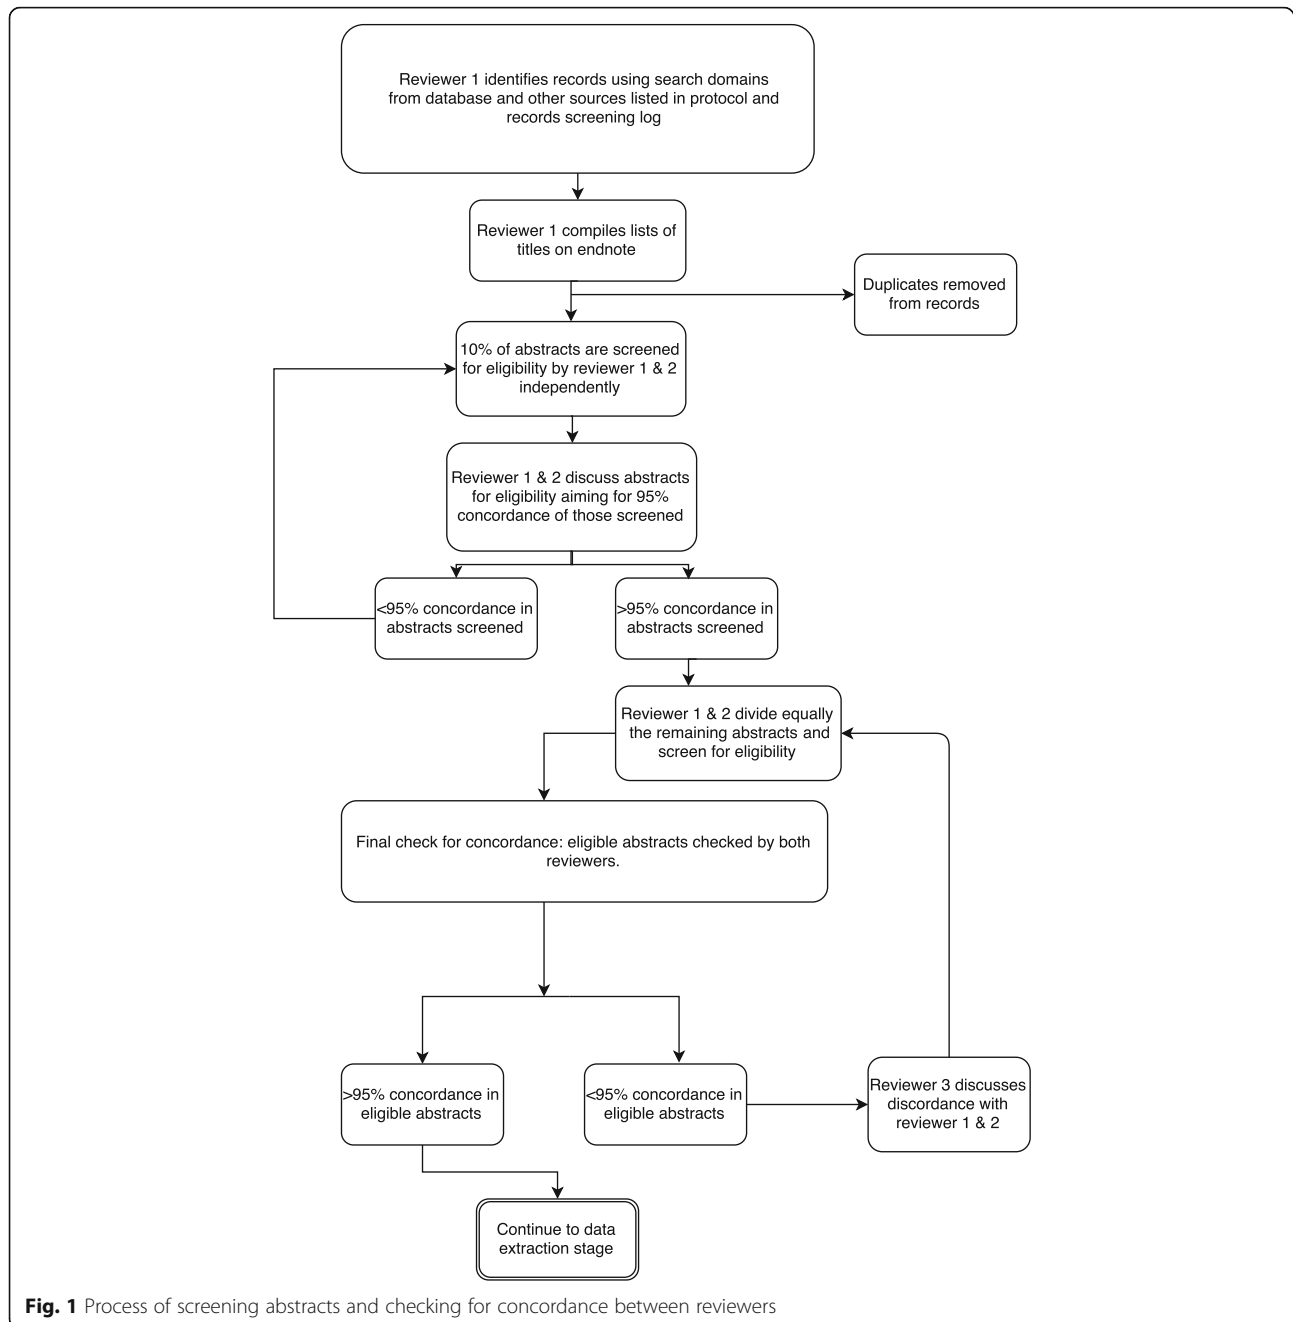 Reviewer 1 identifies records using search domains
from database and other sources listed in protocol and
records screening log
Reviewer 1 compiles lists of
titles on endnote
Duplicates removed
from records
10% of abstracts are screened
for eligibility by reviewer 1 & 2
independently
Reviewer 1 & 2 discuss abstracts
for eligibility aiming for 95%
concordance of those screened
<95% concordance in
abstracts screened
>95% concordance in
abstracts screened
Reviewer 1 & 2 divide equally
the remaining abstracts and
screen for eligibility
Final check for concordance: eligible abstracts checked by both
reviewers.
>95% concordance in
eligible abstracts
<95% concordance in
eligible abstracts
Reviewer 3 discusses
discordance with
reviewer 1 & 2
Continue to data
extraction stage
Fig. 1 Process of screening abstracts and checking for concordance between reviewers